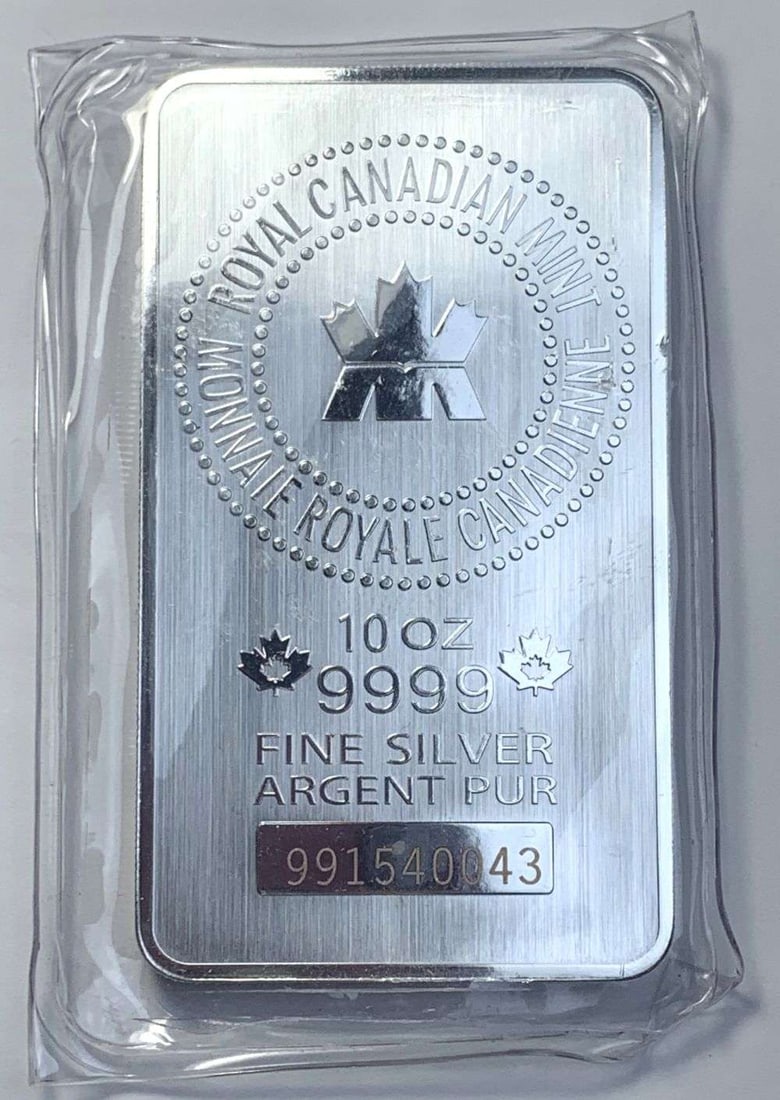 ROYAL CANADIAN MINT
MONNAIE ROYALE CANADIENNE
10 OZ
9999
FINE SILVER
ARGENT PUR
991540043